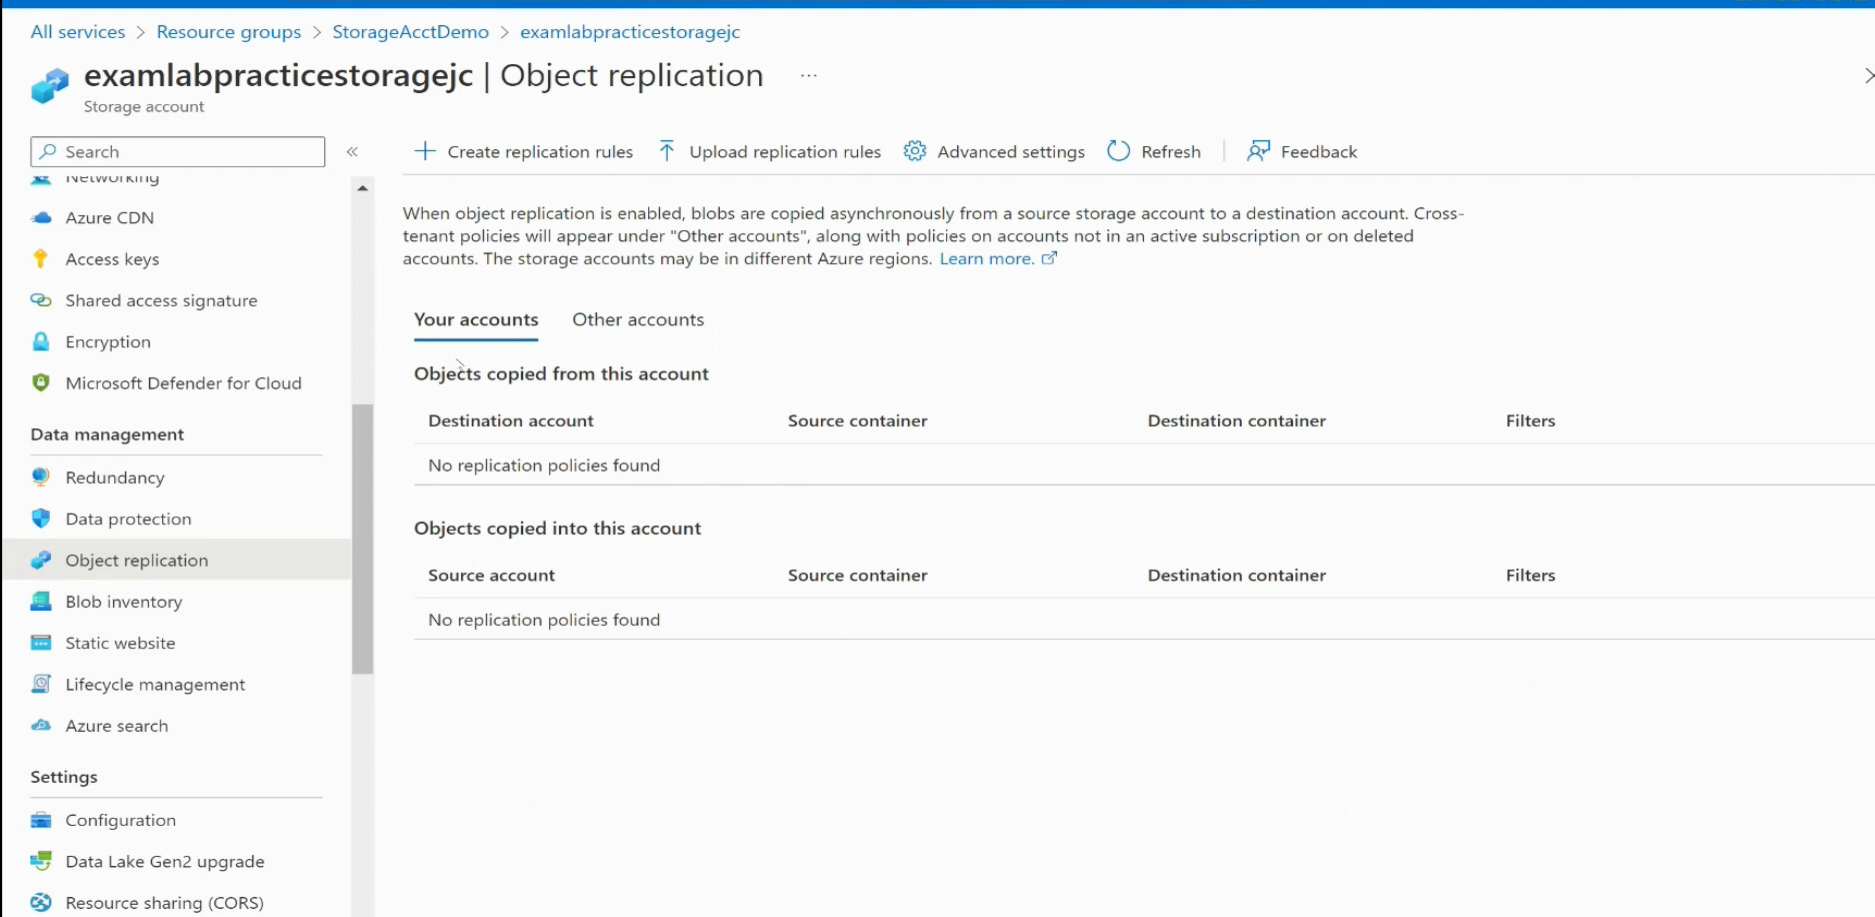 All services > Resource groups > StorageAcctDemo > examlabpracticestoragejc
examlabpracticestoragejc | Object replication ...
Storage account
Search
«
Networking
Azure CDN
Access keys
Shared access signature
Encryption
Microsoft Defender for Cloud
Data management
Redundancy
Data protection
Object replication
Blob inventory
Static website
Lifecycle management
Azure search
Settings
Configuration
Data Lake Gen2 upgrade
Resource sharing (CORS)
Create replication rules Upload replication rules Advanced settings Refresh Feedback
When object replication is enabled, blobs are copied asynchronously from a source storage account to a destination account. Cross-
tenant policies will appear under "Other accounts", along with policies on accounts not in an active subscription or on deleted
accounts. The storage accounts may be in different Azure regions. Learn more.
Your accounts Other accounts
Objects copied from this account
Destination account Source container Destination container Filters
No replication policies found
Objects copied into this account
Source account Source container Destination container Filters
No replication policies found